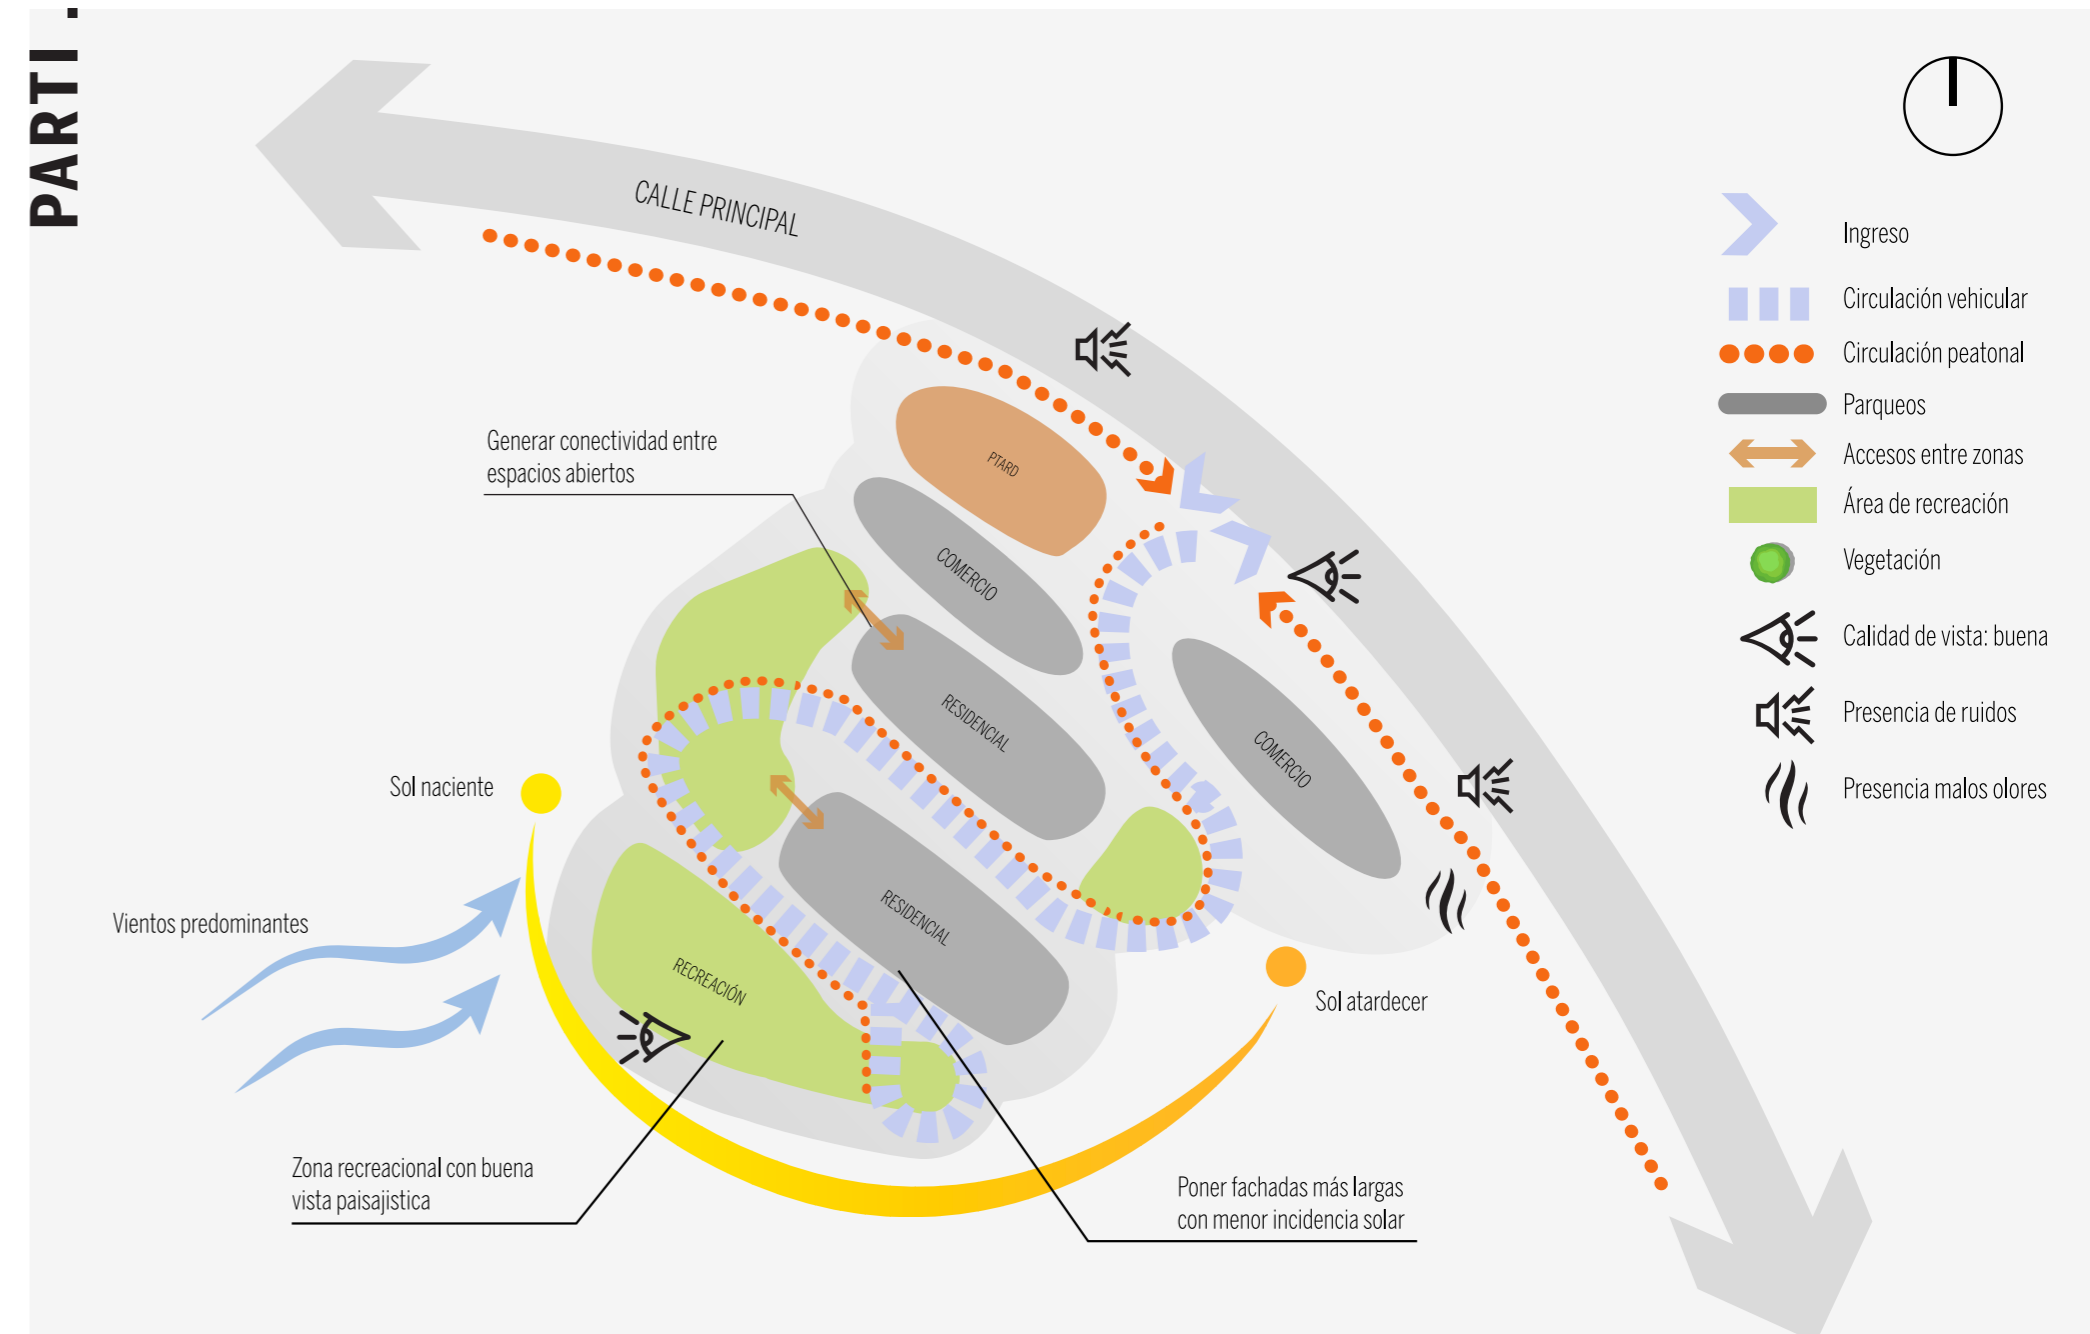 PARTI .
CALLE PRINCIPAL
Ingreso
Circulación vehicular
Circulación peatonal
Parqueos
Accesos entre zonas
Área de recreación
Vegetación
Calidad de vista: buena
Presencia de ruidos
Presencia malos olores
Generar conectividad entre
espacios abiertos
PTARD
COMERCIO
RESIDENCIAL
COMERCIO
Sol naciente
RESIDENCIAL
Vientos predominantes
RECREACIÓN
Sol atardecer
Zona recreacional con buena
vista paisajistica
Poner fachadas más largas
con menor incidencia solar